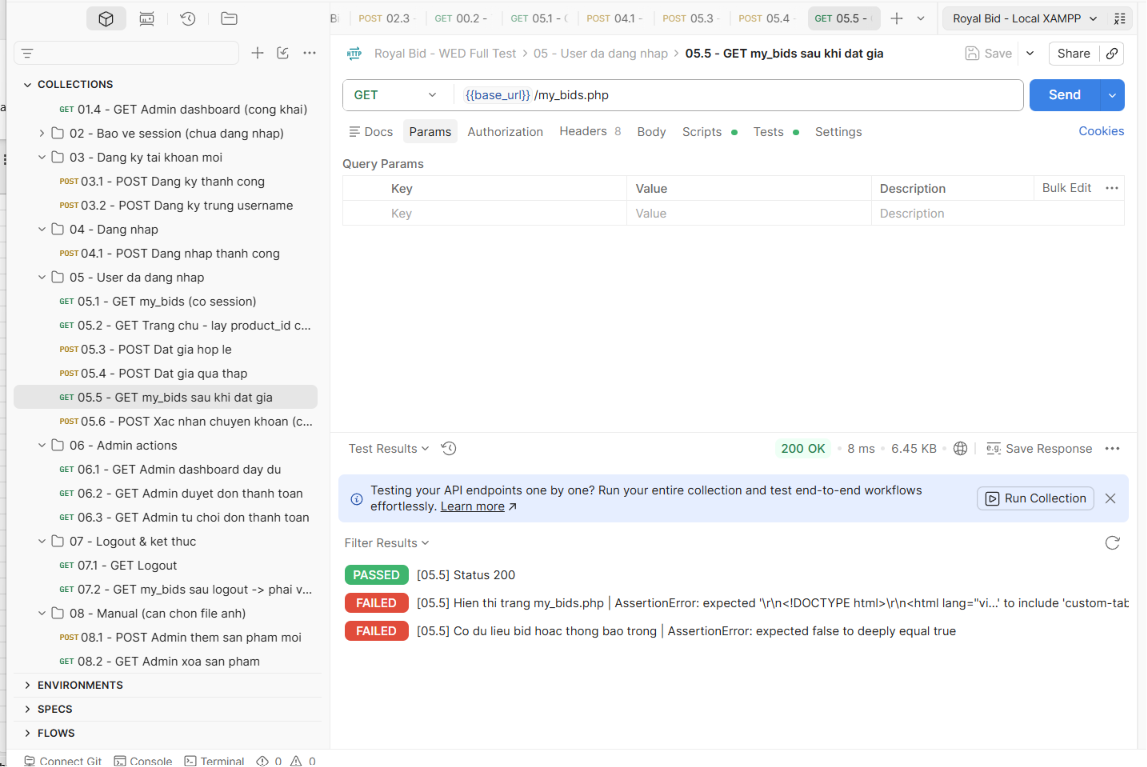 Bi POST 02.3 GET 00.2 - GET 05.1 - ( POST 04.1 - POST 05.3 POST 05.4 GET 05.5 - Royal Bid - Local XAMPP
Royal Bid - WED Full Test > 05 - User da dang nhap > 05.5 - GET my_bids sau khi dat gia Save Share
COLLECTIONS
GET 01.4 - GET Admin dashboard (cong khai)
02 - Bao ve session (chua dang nhap)
03 - Dang ky tai khoan moi
POST 03.1 - POST Dang ky thanh cong
POST 03.2 - POST Dang ky trung username
04 - Dang nhap
POST 04.1 - POST Dang nhap thanh cong
05 - User da dang nhap
GET 05.1 - GET my_bids (co session)
GET 05.2 - GET Trang chu - lay product_id c...
POST 05.3 - POST Dat gia hop le
POST 05.4 - POST Dat gia qua thap
GET 05.5 - GET my_bids sau khi dat gia
POST 05.6 - POST Xac nhan chuyen khoan (c...
06 - Admin actions
GET 06.1 - GET Admin dashboard day du
GET 06.2 - GET Admin duyet don thanh toan
GET 06.3 - GET Admin tu choi don thanh toan
07 - Logout & ket thuc
GET 07.1 - GET Logout
GET 07.2 - GET my_bids sau logout -> phai v...
08 - Manual (can chon file anh)
POST 08.1 - POST Admin them san pham moi
GET 08.2 - GET Admin xoa san pham
ENVIRONMENTS
SPECS
FLOWS
Connect Git Console Terminal 0 0
GET {{base_url}} /my_bids.php Send
Docs Params Authorization Headers 8 Body Scripts Tests Settings Cookies
Query Params
Key Value Description Bulk Edit
Key Value Description
Test Results 200 OK 8 ms 6.45 KB e.g. Save Response
Testing your API endpoints one by one? Run your entire collection and test end-to-end workflows
effortlessly. Learn more Run Collection
Filter Results
PASSED [05.5] Status 200
FAILED [05.5] Hien thi trang my_bids.php | AssertionError: expected '\r\n<!DOCTYPE html>\r\n<html lang="vi...' to include 'custom-tab
FAILED [05.5] Co du lieu bid hoac thong bao trong | AssertionError: expected false to deeply equal true